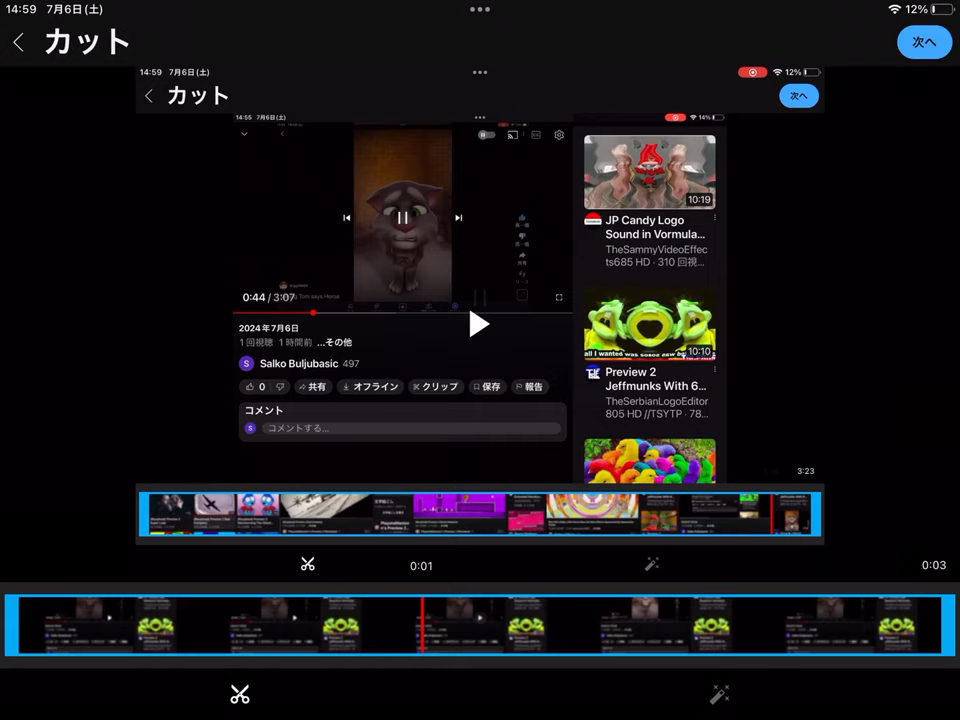 14:59 7月6日(土)
12%
カット
次へ
14:59 7月6日(土)
12%
カット
次へ
14:55 7月6日(土)
14%
10:19
JP Candy Logo
Sound in Vormula...
TheSammyVideoEffec
ts685 HD · 310 回視...
0:44 / 3:07
Tom says Horse
2024年7月6日
1回視聴 1時間前 ...その他
S Salko Buljubasic 497
0 共有 オフライン クリップ 保存 報告
コメント
S コメントする...
all I wanted was
10:10
Preview 2
Jeffmunks With 6...
TheSerbianLogoEditor
805 HD //TSYTP · 78...
3:23
0:01
0:03